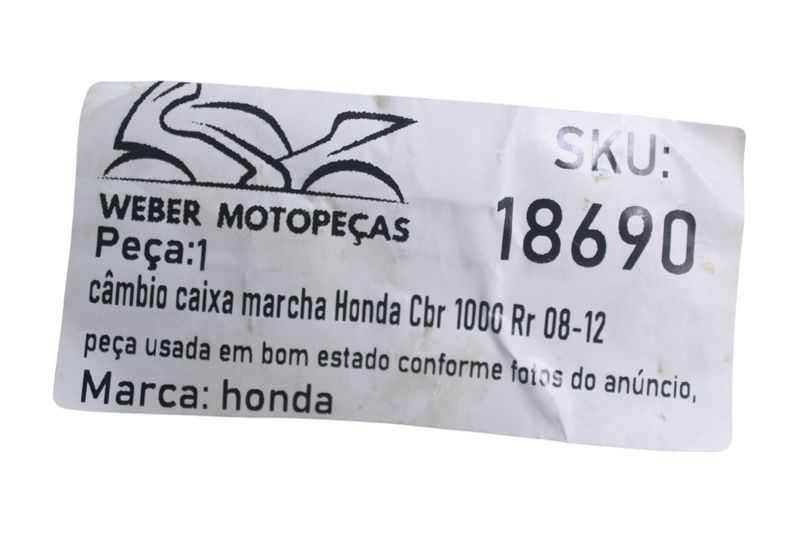 WEBER MOTOPEÇAS
SKU:
18690
Peça:1
câmbio caixa marcha Honda Cbr 1000 Rr 08-12
peça usada em bom estado conforme fotos do anúncio,
Marca: honda